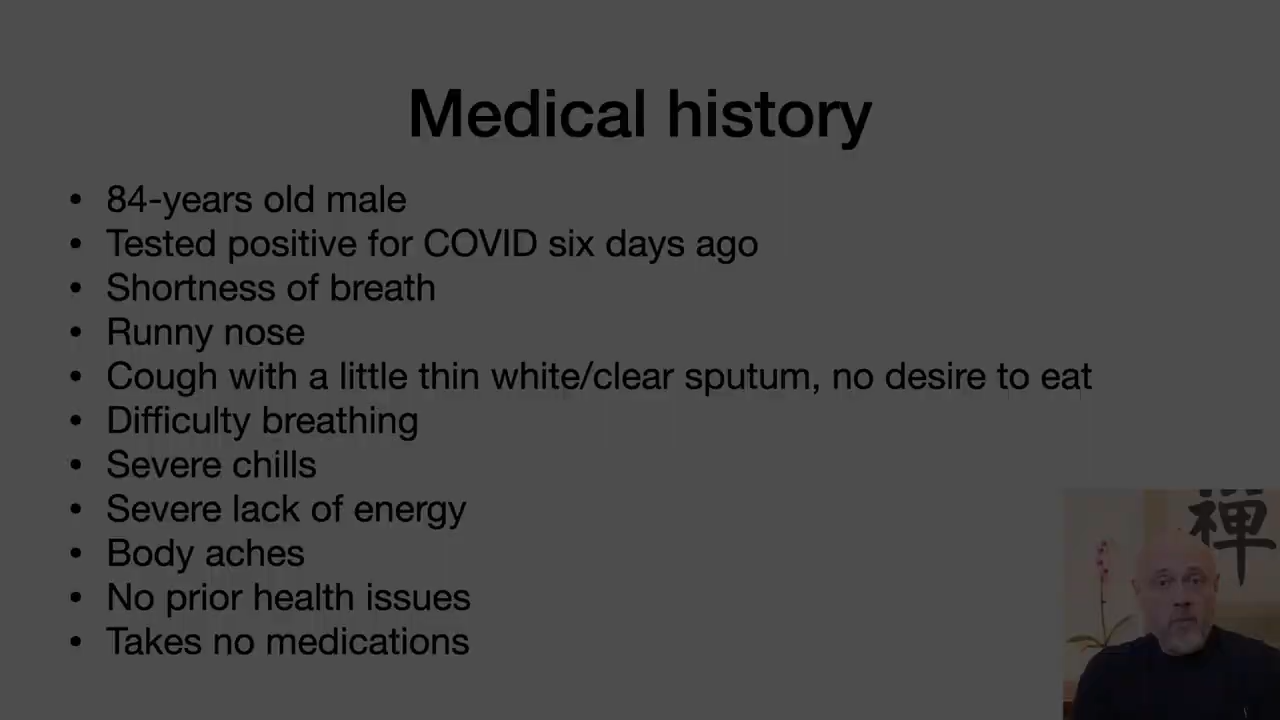 Medical history
• 84-years old male
• Tested positive for COVID six days ago
• Shortness of breath
• Runny nose
• Cough with a little thin white/clear sputum, no desire to eat
• Difficulty breathing
• Severe chills
• Severe lack of energy
• Body aches
• No prior health issues
• Takes no medications
禅